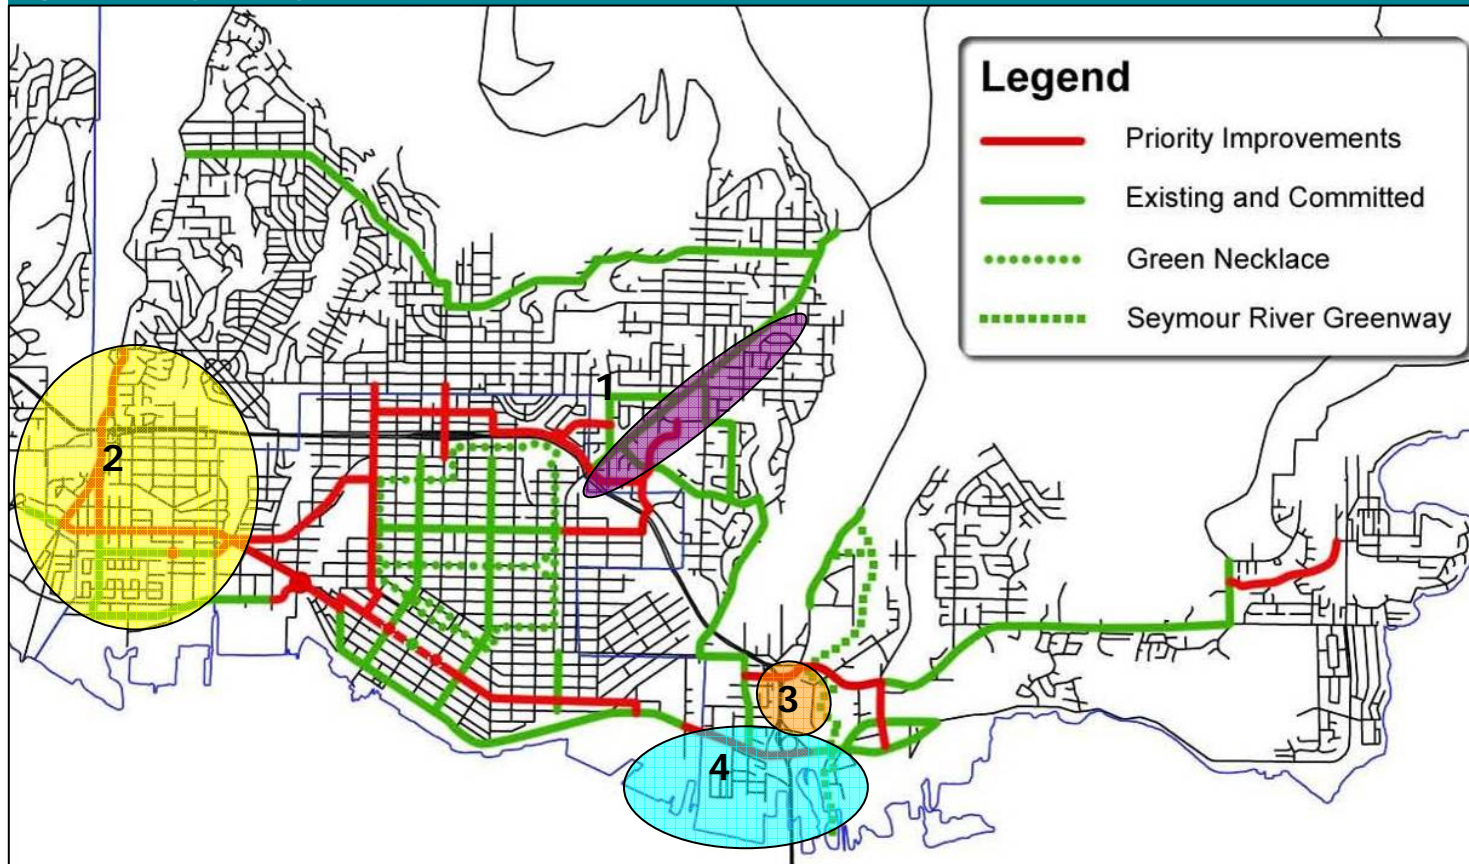 Legend
Priority Improvements
Existing and Committed
Green Necklace
Seymour River Greenway
1
2
3
4